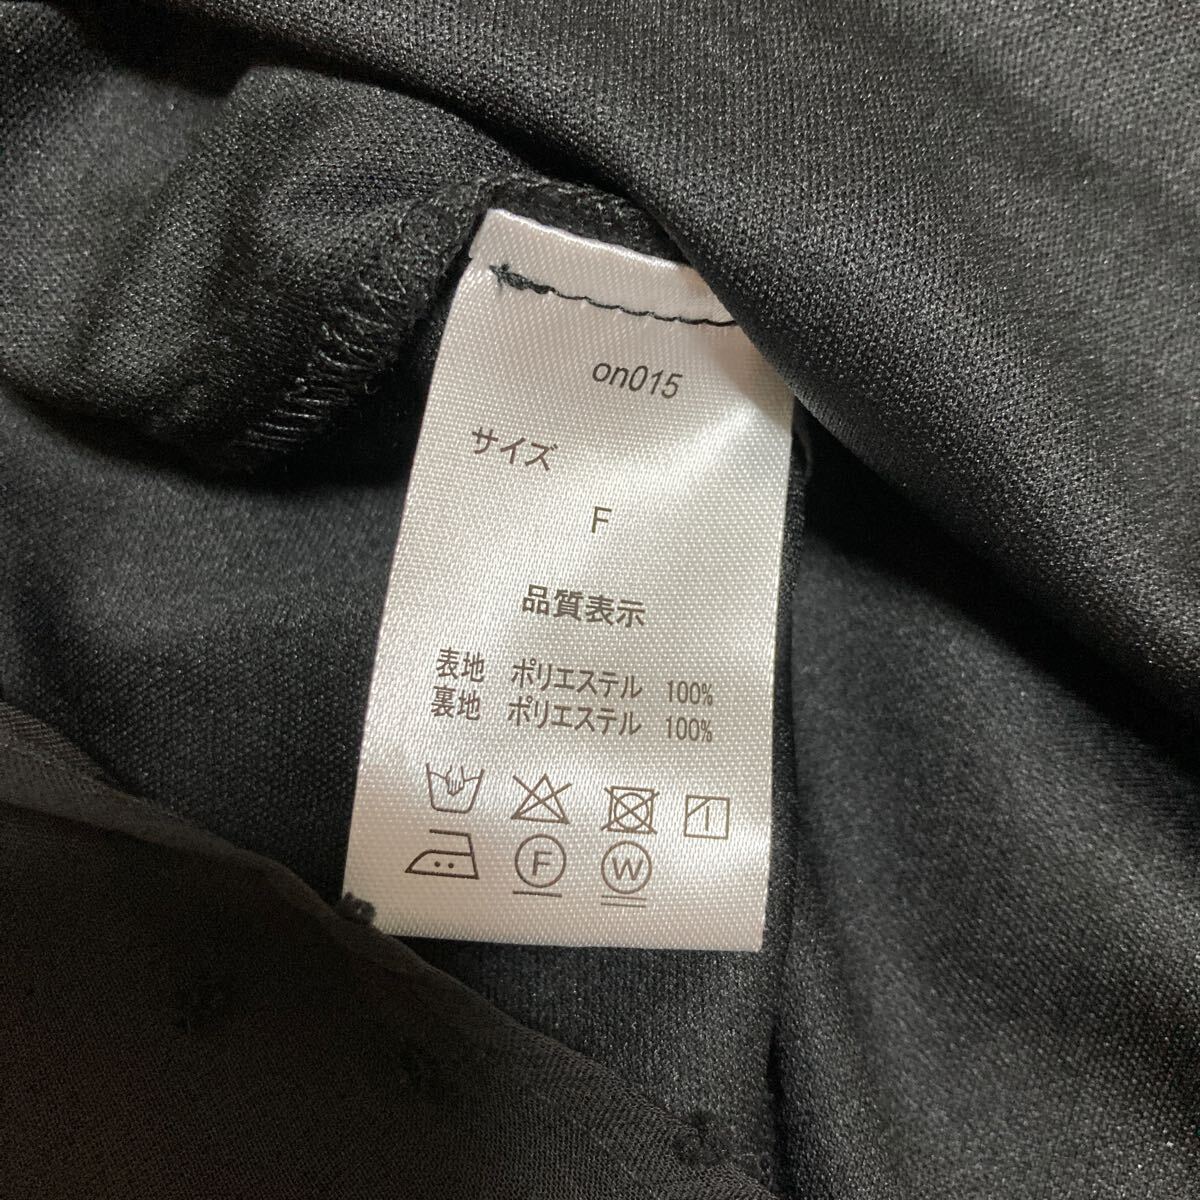 on015
サイズ
F
品質表示
表地 ポリエステル 100%
裏地 ポリエステル 100%
F W